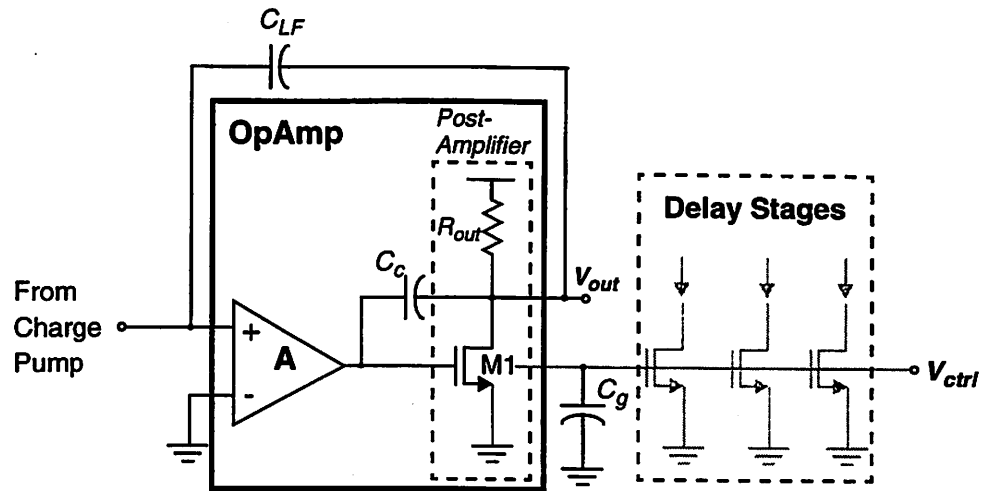 C_LF
OpAmp
Post-
Amplifier
R_out
C_c
V_out
From
Charge
Pump
+
A
-
M1
C_g
Delay Stages
V_ctrl